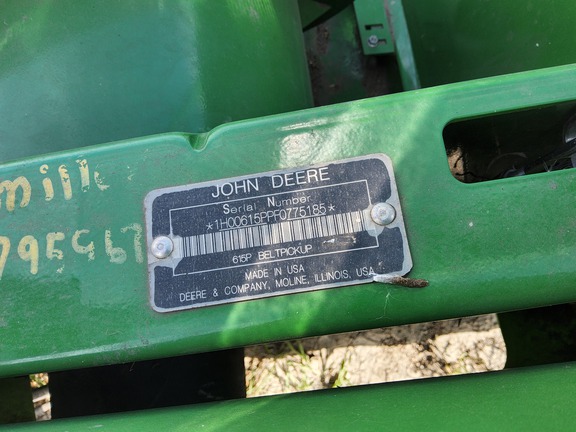 mill
795967
JOHN DEERE
Serial Number
*1H00615PPF0775185*
615P BELTPICKUP
MADE IN USA
DEERE & COMPANY, MOLINE, ILLINOIS, USA